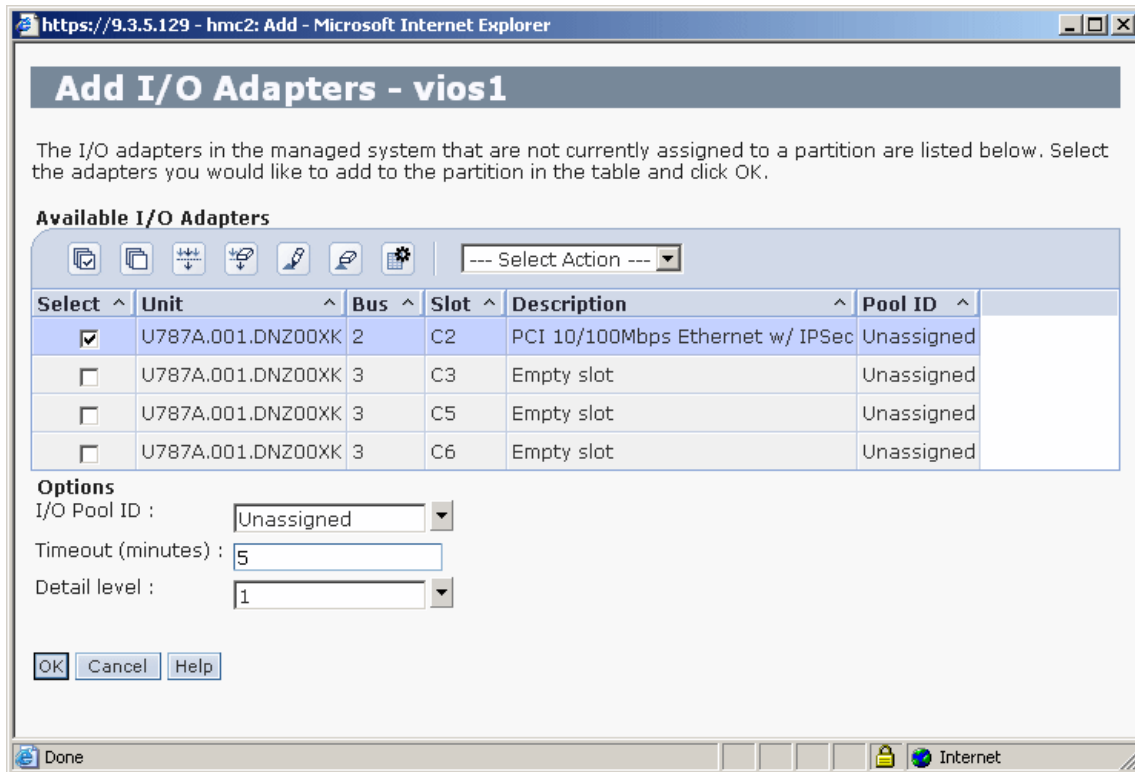 https://9.3.5.129 - hmc2: Add - Microsoft Internet Explorer
Add I/O Adapters - vios1
The I/O adapters in the managed system that are not currently assigned to a partition are listed below. Select
the adapters you would like to add to the partition in the table and click OK.
Available I/O Adapters
--- Select Action ---
Select ^ Unit ^ Bus ^ Slot ^ Description ^ Pool ID ^
U787A.001.DNZ00XK 2 C2 PCI 10/100Mbps Ethernet w/ IPSec Unassigned
U787A.001.DNZ00XK 3 C3 Empty slot Unassigned
U787A.001.DNZ00XK 3 C5 Empty slot Unassigned
U787A.001.DNZ00XK 3 C6 Empty slot Unassigned
Options
I/O Pool ID : Unassigned
Timeout (minutes) : 5
Detail level : 1
OK Cancel Help
Done Internet